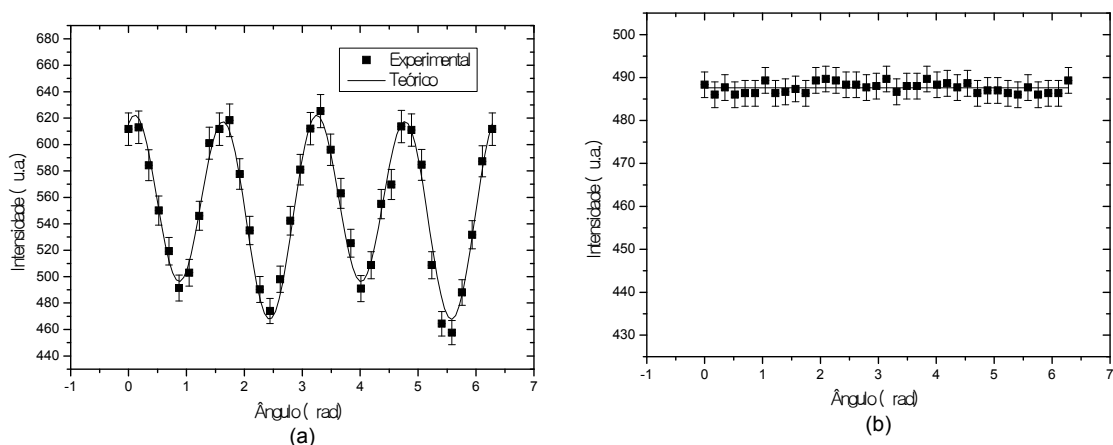 680
660
640
620
600
580
560
540
520
500
480
460
440
Intensidade ( u.a.)
Experimental
Teórico
-1 0 1 2 3 4 5 6 7
Ângulo ( rad)
(a)
500
490
480
470
460
450
440
430
Intensidade ( u.a.)
-1 0 1 2 3 4 5 6 7
Ângulo ( rad)
(b)